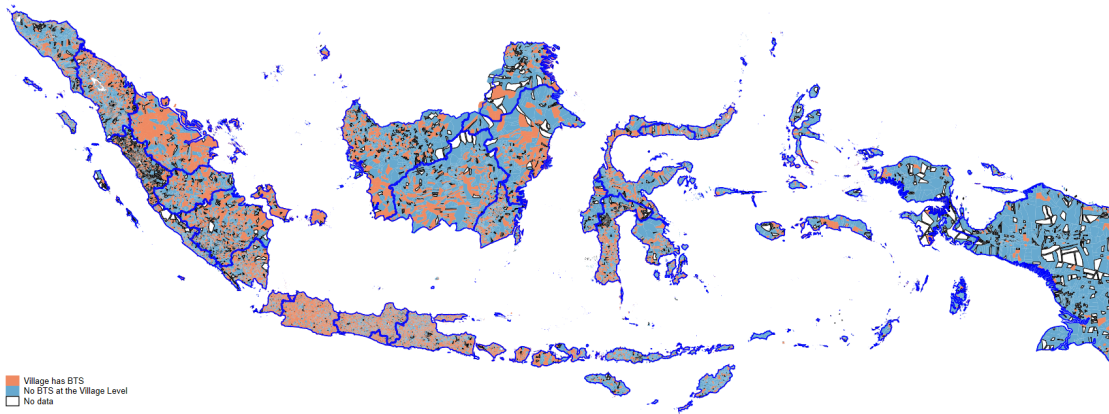 Village has BTS
No BTS at the Village Level
No data